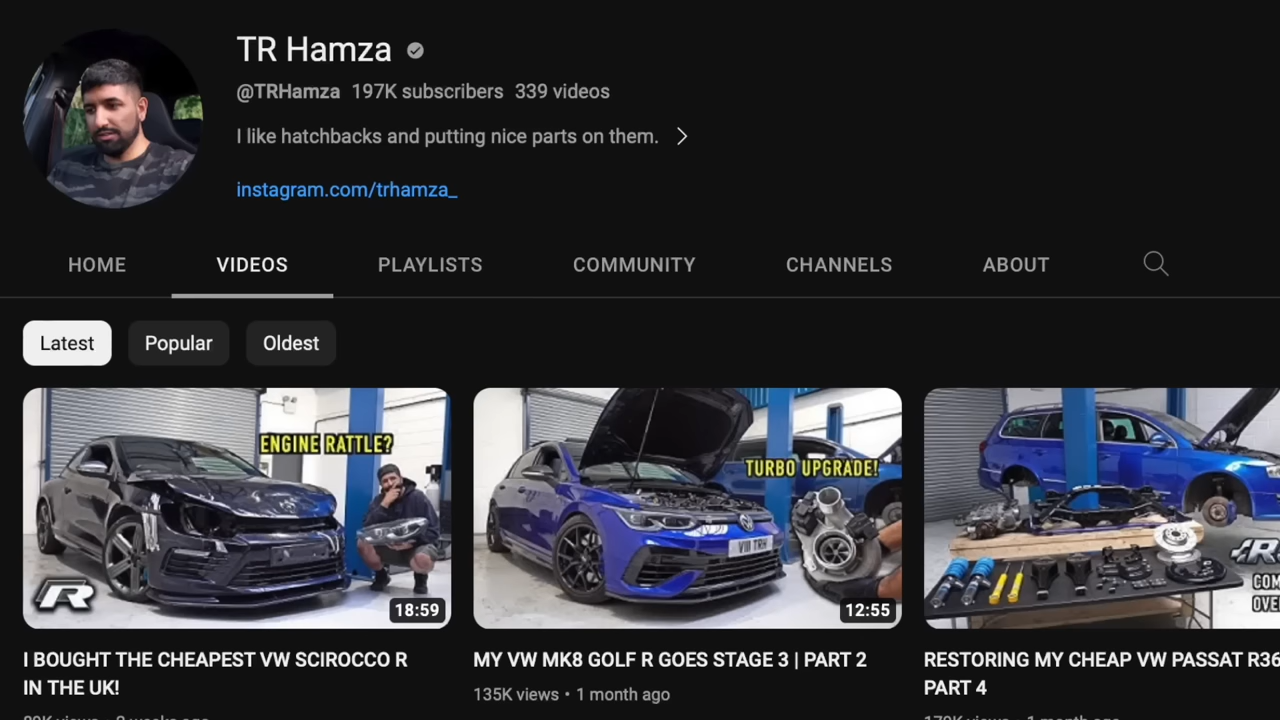 TR Hamza
@TRHamza 197K subscribers 339 videos
I like hatchbacks and putting nice parts on them.
instagram.com/trhamza_
HOME VIDEOS PLAYLISTS COMMUNITY CHANNELS ABOUT
Latest Popular Oldest
ENGINE RATTLE?
R
18:59
TURBO UPGRADE!
V111 TRH
12:55
I BOUGHT THE CHEAPEST VW SCIROCCO R
IN THE UK!
MY VW MK8 GOLF R GOES STAGE 3 | PART 2
135K views • 1 month ago
RESTORING MY CHEAP VW PASSAT R36
PART 4